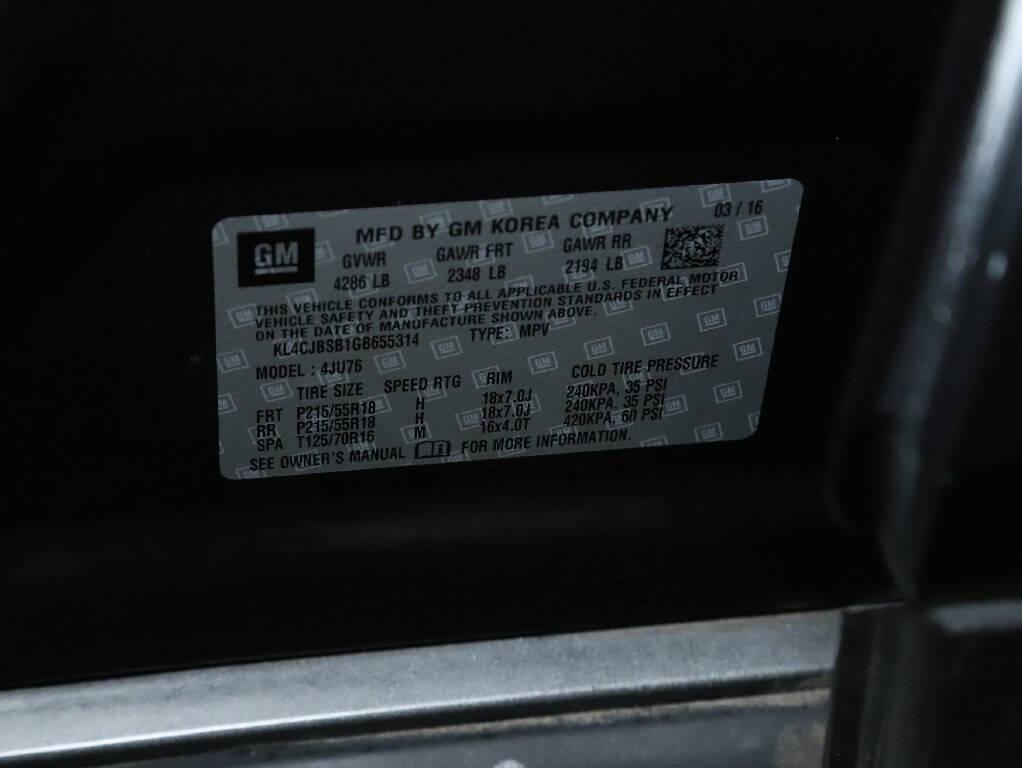 GM
MFD BY GM KOREA COMPANY 03 / 16
GVWR GAWR FRT GAWR RR
4286 LB 2348 LB 2194 LB
THIS VEHICLE CONFORMS TO ALL APPLICABLE U.S. FEDERAL MOTOR
VEHICLE SAFETY AND THEFT PREVENTION STANDARDS IN EFFECT
ON THE DATE OF MANUFACTURE SHOWN ABOVE.
KL4CJBSB1GB655314 TYPE: MPV
MODEL : 4JU76
TIRE SIZE SPEED RTG RIM COLD TIRE PRESSURE
FRT P215/55R18 H 18x7.0J 240KPA, 35 PSI
RR P215/55R18 H 18x7.0J 240KPA, 35 PSI
SPA T125/70R16 M 16x4.0T 420KPA, 60 PSI
SEE OWNER'S MANUAL FOR MORE INFORMATION.